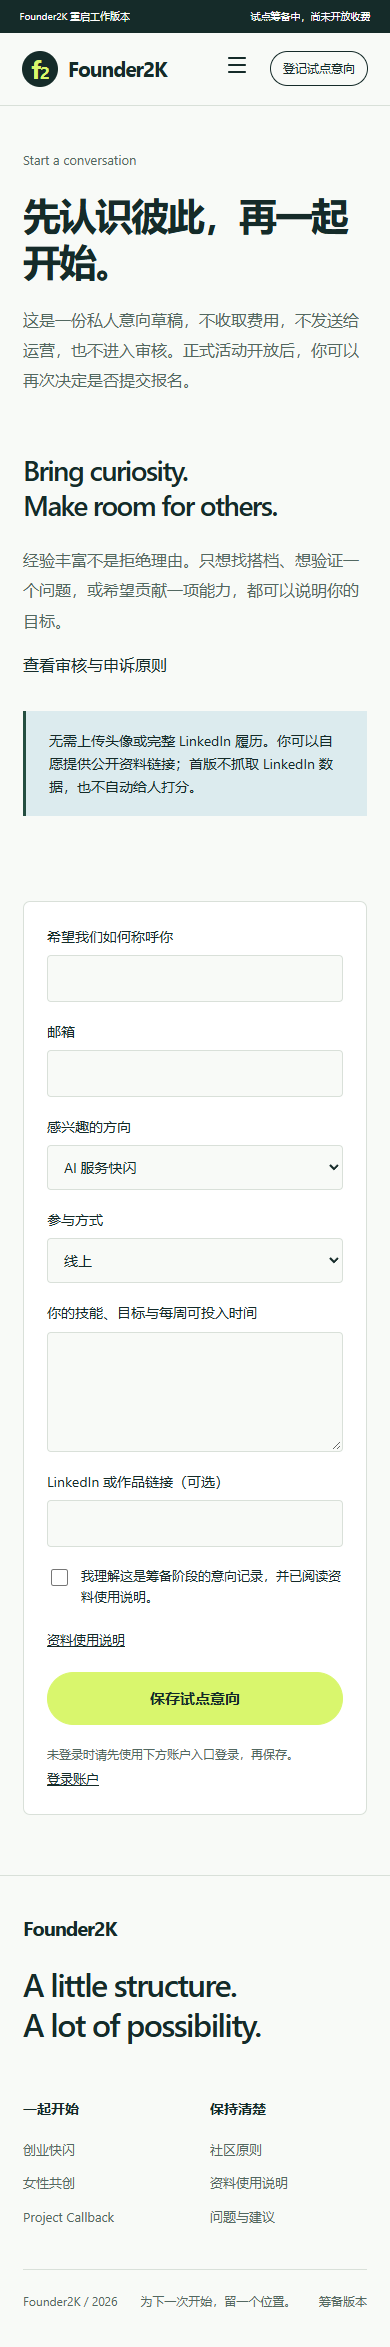 Founder2K 重启工作版本
试点筹备中，尚未开放收费
f2 Founder2K
登记试点意向
Start a conversation
先认识彼此，再一起
开始。
这是一份私人意向草稿，不收取费用，不发送给
运营，也不进入审核。正式活动开放后，你可以
再次决定是否提交报名。
Bring curiosity.
Make room for others.
经验丰富不是拒绝理由。只想找搭档、想验证一
个问题，或希望贡献一项能力，都可以说明你的
目标。
查看审核与申诉原则
无需上传头像或完整 LinkedIn 履历。你可以自
愿提供公开资料链接；首版不抓取 LinkedIn 数
据，也不自动给人打分。
希望我们如何称呼你
邮箱
感兴趣的方向
AI 服务快闪
参与方式
线上
你的技能、目标与每周可投入时间
LinkedIn 或作品链接（可选）
我理解这是筹备阶段的意向记录，并已阅读资
料使用说明。
资料使用说明
保存试点意向
未登录时请先使用下方账户入口登录，再保存。
登录账户
Founder2K
A little structure.
A lot of possibility.
一起开始
创业快闪
女性共创
Project Callback
保持清楚
社区原则
资料使用说明
问题与建议
Founder2K / 2026
为下一次开始，留一个位置。
筹备版本